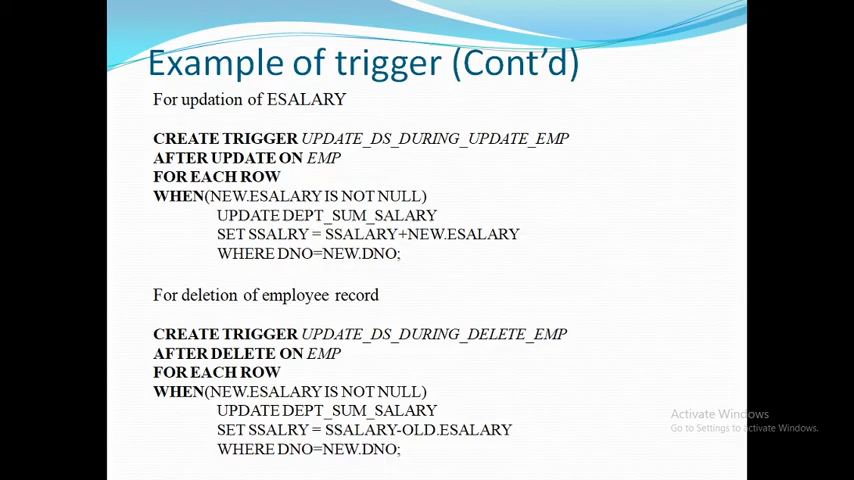 Example of trigger (Cont'd)
For updation of ESALARY
CREATE TRIGGER UPDATE_DS_DURING_UPDATE_EMP
AFTER UPDATE ON EMP
FOR EACH ROW
WHEN(NEW.ESALARY IS NOT NULL)
UPDATE DEPT_SUM_SALARY
SET SSALRY = SSALARY+NEW.ESALARY
WHERE DNO=NEW.DNO;
For deletion of employee record
CREATE TRIGGER UPDATE_DS_DURING_DELETE_EMP
AFTER DELETE ON EMP
FOR EACH ROW
WHEN(NEW.ESALARY IS NOT NULL)
UPDATE DEPT_SUM_SALARY
SET SSALRY = SSALARY-OLD.ESALARY
WHERE DNO=NEW.DNO;
Activate Windows
Go to Settings to activate Windows.